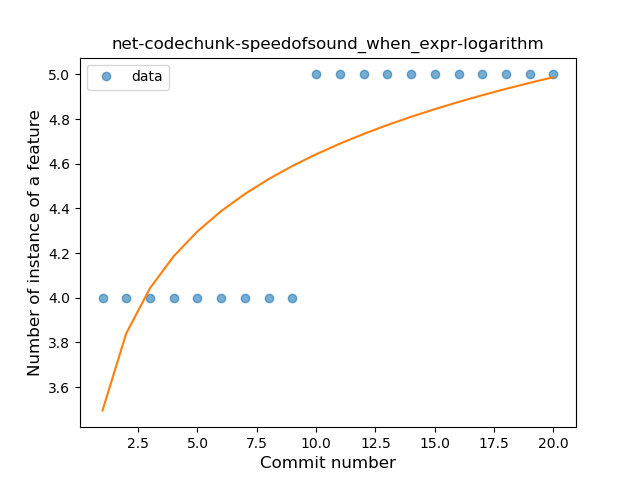 net-codechunk-speedofsound_when_expr-logarithm
data
Number of instance of a feature
5.0
4.8
4.6
4.4
4.2
4.0
3.8
3.6
2.5 5.0 7.5 10.0 12.5 15.0 17.5 20.0
Commit number